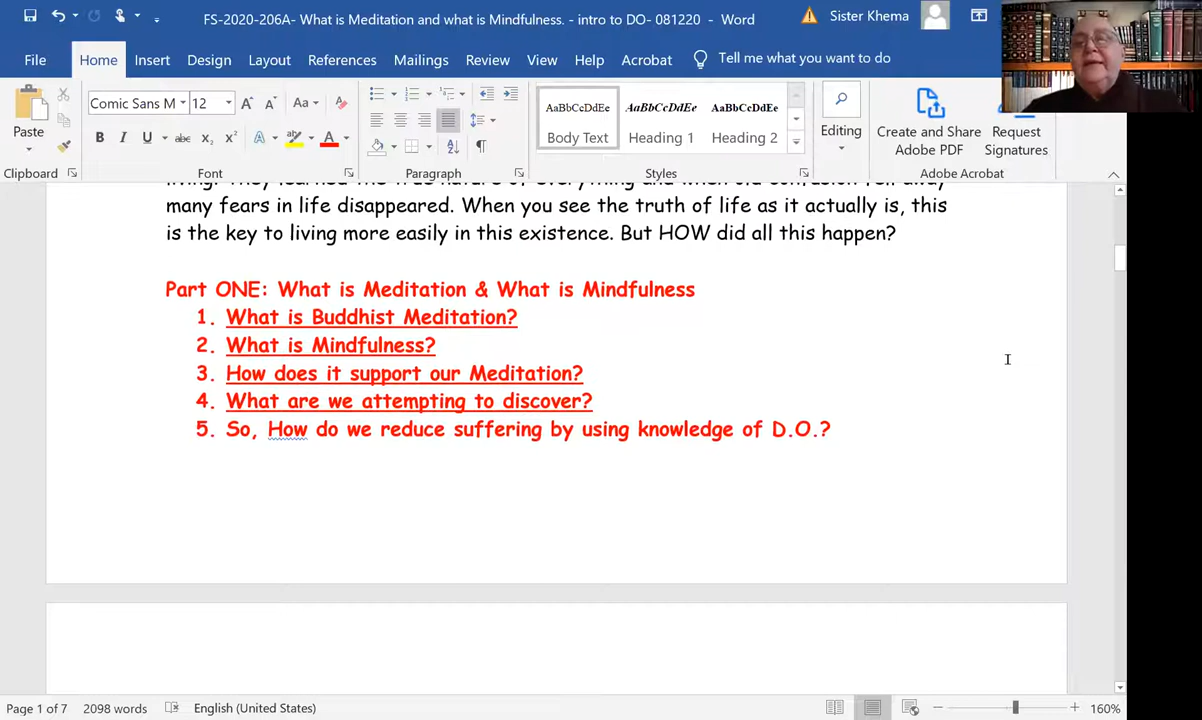 FS-2020-206A- What is Meditation and what is Mindfulness. - intro to DO- 081220 - Word
Sister Khema
File Home Insert Design Layout References Mailings Review View Help Acrobat Tell me what you want to do
Comic Sans M 12 Aa
AaBbCcDdEe AaBbCcDdEe AaBbCcDdEe
Paste
Body Text Heading 1 Heading 2
Editing
Create and Share Adobe PDF
Request Signatures
Clipboard Font Paragraph Styles Adobe Acrobat
many fears in life disappeared. When you see the truth of life as it actually is, this
is the key to living more easily in this existence. But HOW did all this happen?
Part ONE: What is Meditation & What is Mindfulness
1. What is Buddhist Meditation?
2. What is Mindfulness?
3. How does it support our Meditation?
4. What are we attempting to discover?
5. So, How do we reduce suffering by using knowledge of D.O.?
Page 1 of 7 2098 words English (United States) 160%